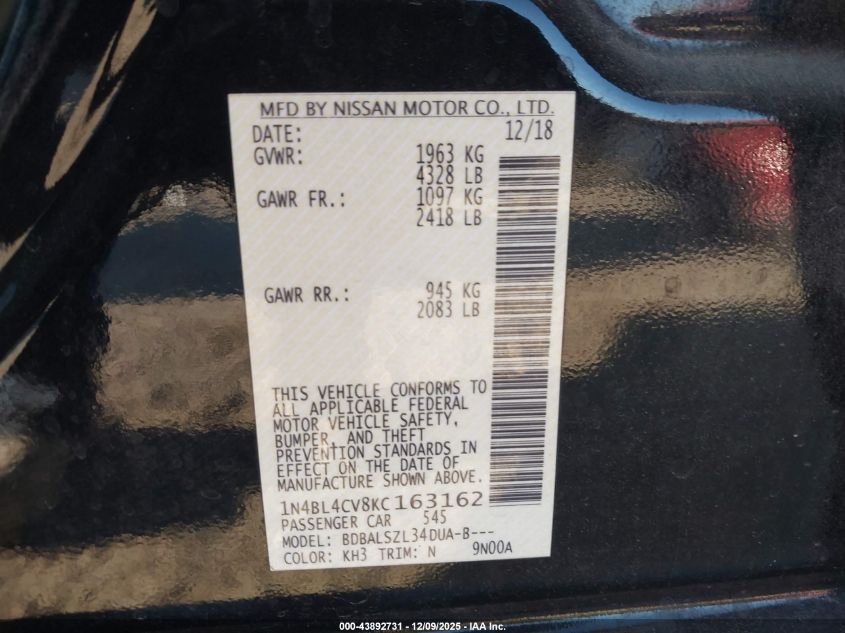 MFD BY NISSAN MOTOR CO., LTD.
DATE: 12/18
GVWR: 1963 KG
4328 LB
GAWR FR.: 1097 KG
2418 LB
GAWR RR.: 945 KG
2083 LB
THIS VEHICLE CONFORMS TO
ALL APPLICABLE FEDERAL
MOTOR VEHICLE SAFETY,
BUMPER, AND THEFT
PREVENTION STANDARDS IN
EFFECT ON THE DATE OF
MANUFACTURE SHOWN ABOVE.
1N4BL4CV8KC163162
PASSENGER CAR 545
MODEL: BDBALSZL34DUA-B---
COLOR: KH3 TRIM: N 9N00A
000-43892731 - 12/09/2025 - IAA Inc.